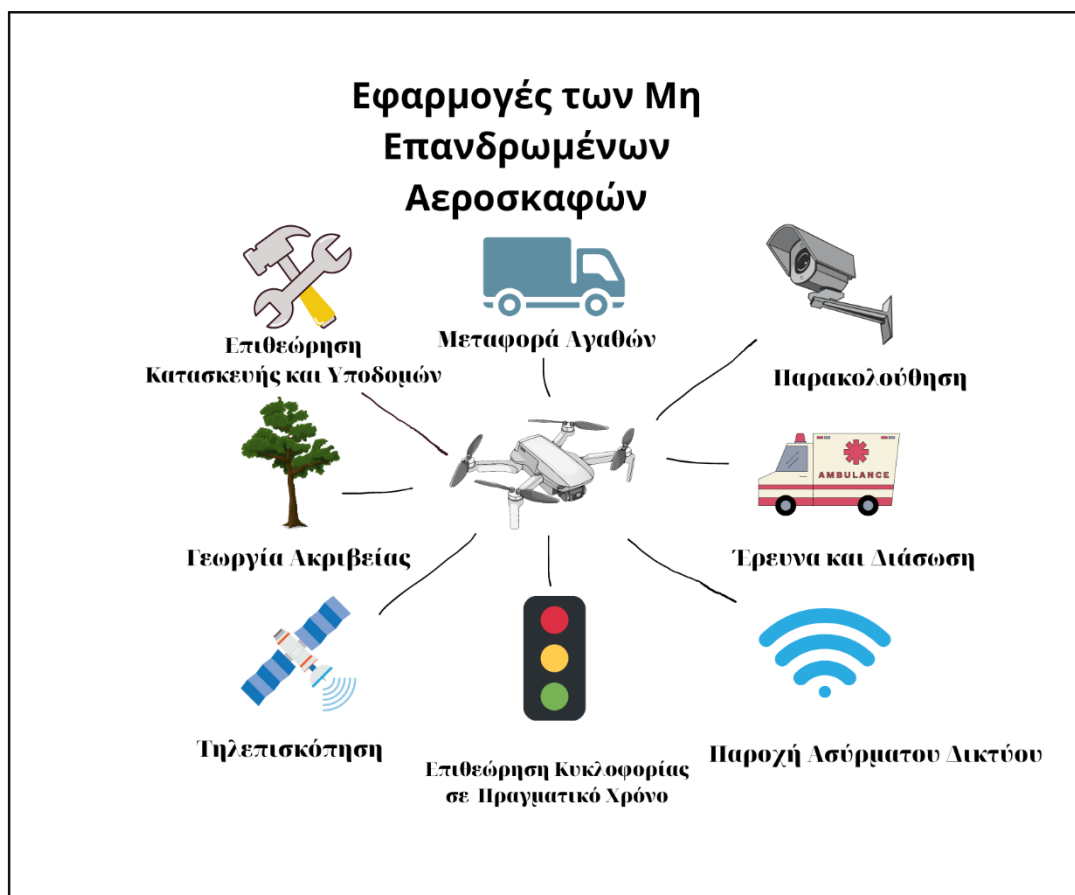 Εφαρμογές των Μη
Επανδρωμένων
Αεροσκαφών
Επιθεώρηση
Κατασκευής και Υποδομών
Μεταφορά Αγαθών
Παρακολούθηση
AMBULANCE
Γεωργία Ακριβείας
Έρευνα και Διάσωση
Τηλεπισκόπηση
Επιθεώρηση Κυκλοφορίας
σε Πραγματικό Χρόνο
Παροχή Ασύρματου Δικτύου